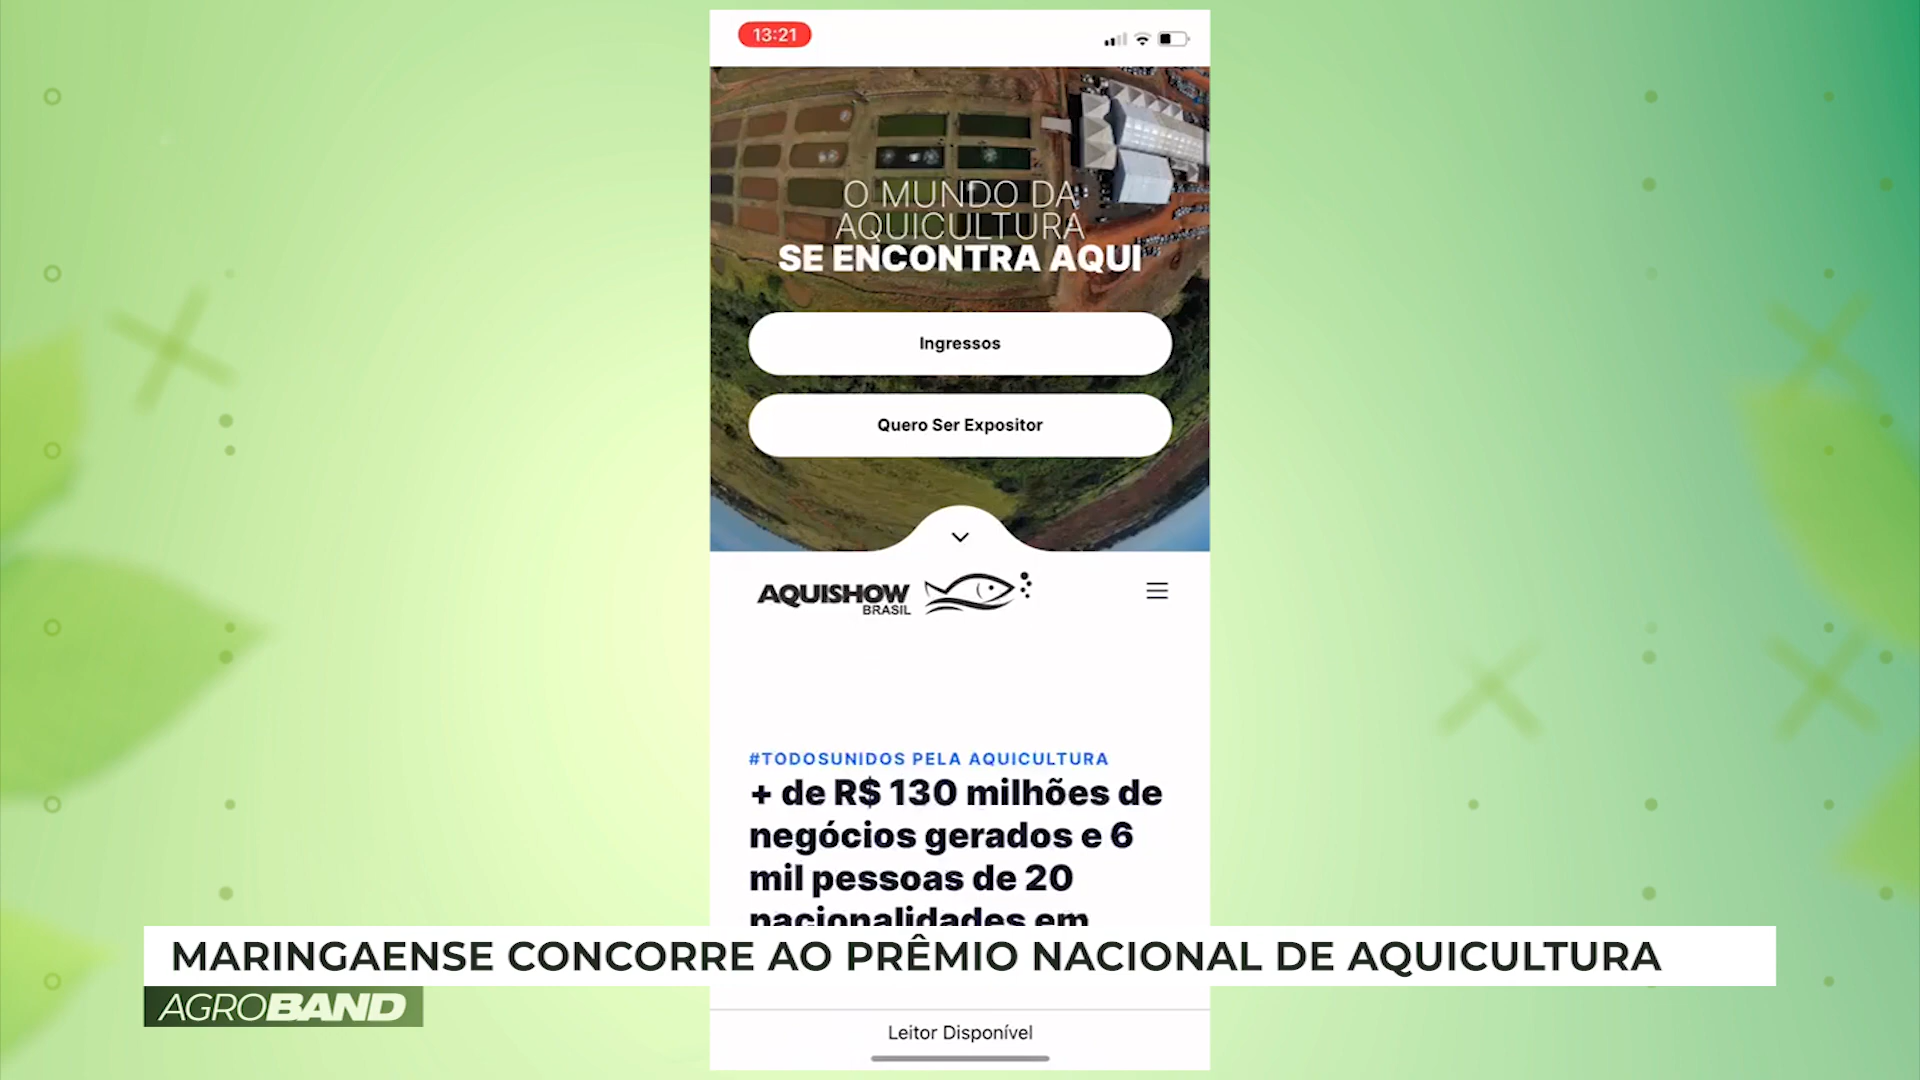 13:21
O MUNDO DA
AQUICULTURA
SE ENCONTRA AQUI
Ingressos
Quero Ser Expositor
AQUISHOW
BRASIL
#TODOSUNIDOS PELA AQUICULTURA
+ de R$ 130 milhões de
negócios gerados e 6
mil pessoas de 20
nacionalidades em
MARINGAENSE CONCORRE AO PRÊMIO NACIONAL DE AQUICULTURA
AGROBAND
Leitor Disponível